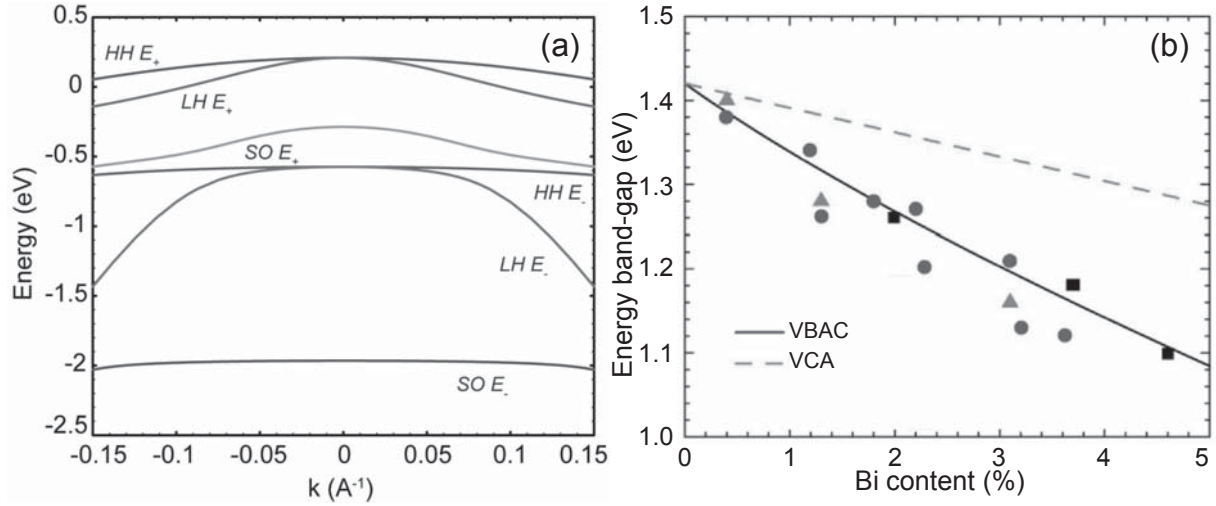 (a)
0.5
0
-0.5
-1
-1.5
-2
-2.5
Energy (eV)
HH E+
LH E+
SO E+
HH E-
LH E-
SO E-
-0.15
-0.1
-0.05
0
0.05
0.1
0.15
k (A-1)
(b)
1.5
1.4
1.3
1.2
1.1
1.0
Energy band-gap (eV)
VBAC
VCA
0
1
2
3
4
5
Bi content (%)